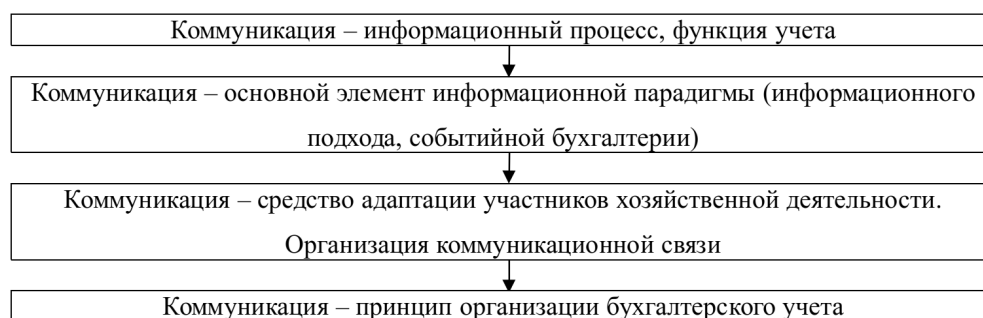 Коммуникация – информационный процесс, функция учета
Коммуникация – основной элемент информационной парадигмы (информационного
подхода, событийной бухгалтерии)
Коммуникация – средство адаптации участников хозяйственной деятельности.
Организация коммуникационной связи
Коммуникация – принцип организации бухгалтерского учета